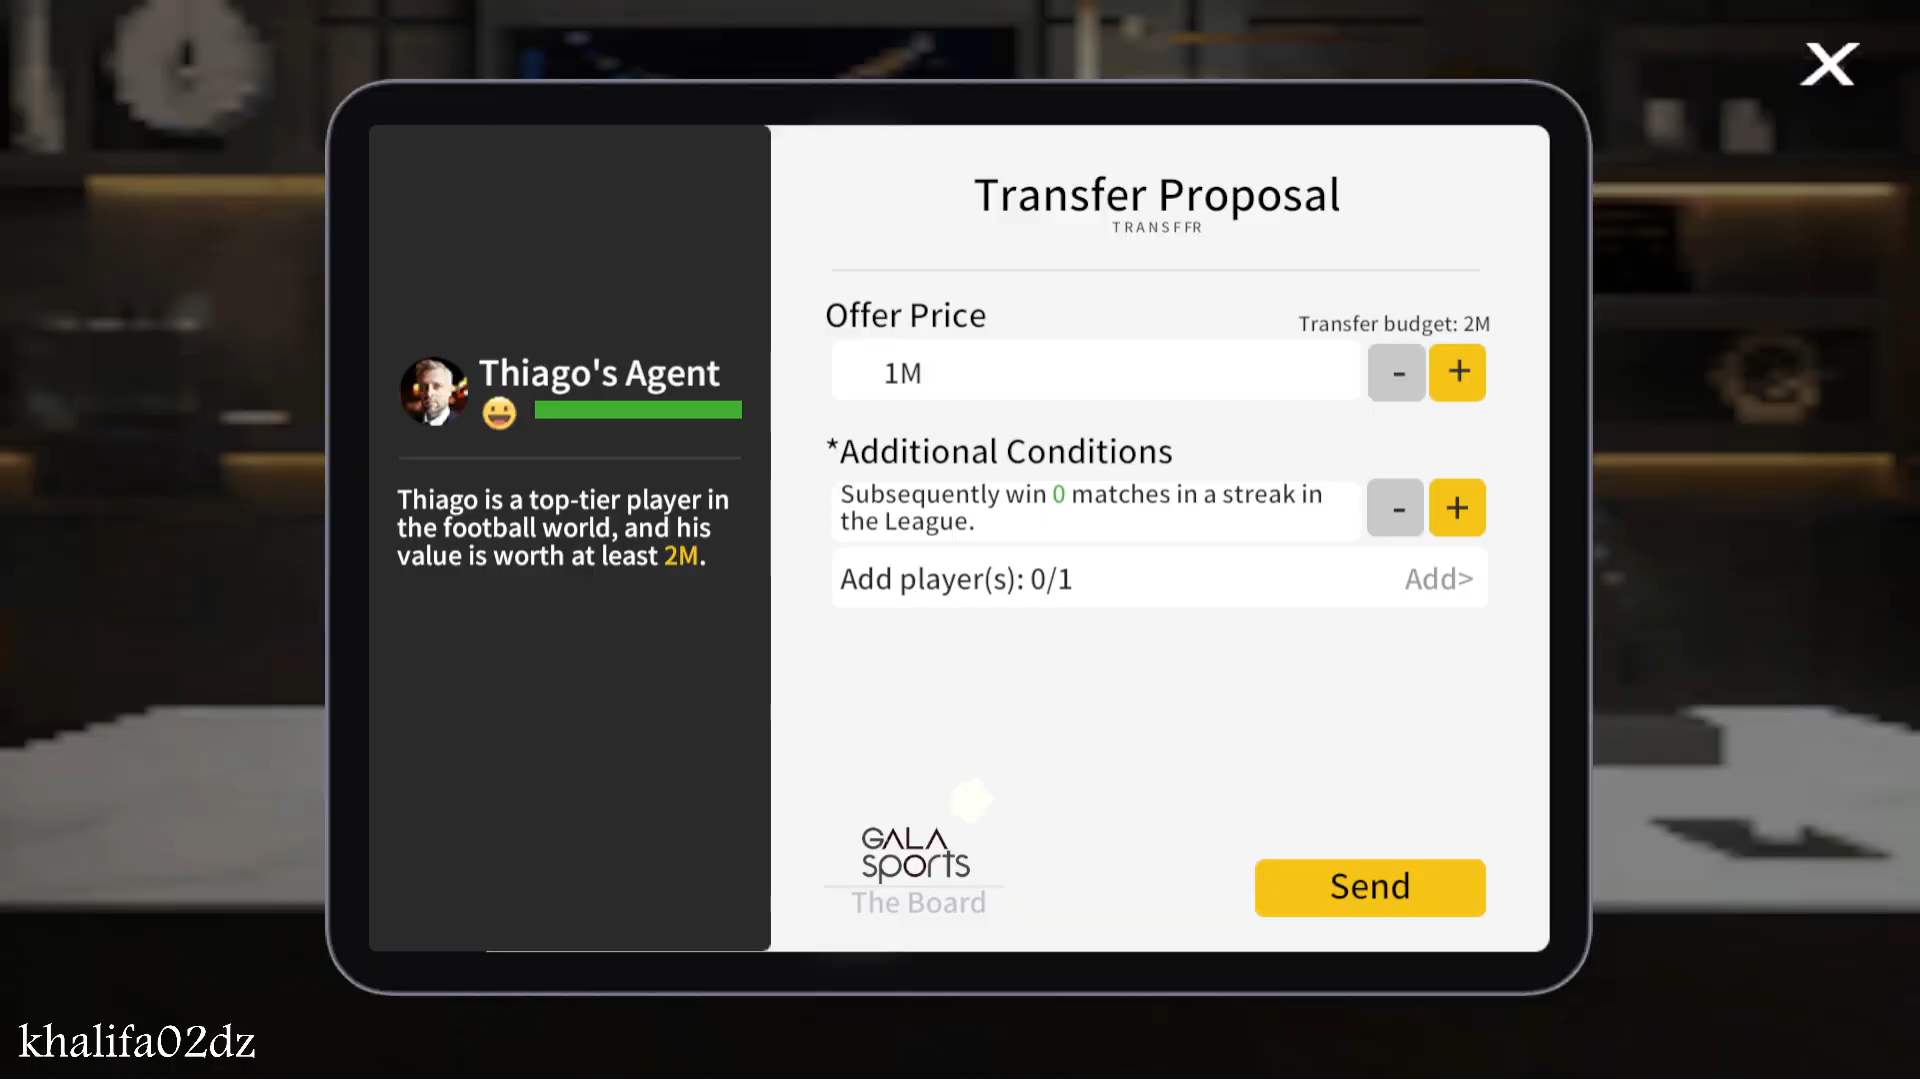 X
Transfer Proposal
TRANSFFR
Offer Price
Transfer budget: 2M
1M
- +
Thiago's Agent
*Additional Conditions
Subsequently win 0 matches in a streak in
the League.
- +
Thiago is a top-tier player in
the football world, and his
value is worth at least 2M.
Add player(s): 0/1
Add>
GALA
sports
The Board
Send
khalifa02dz